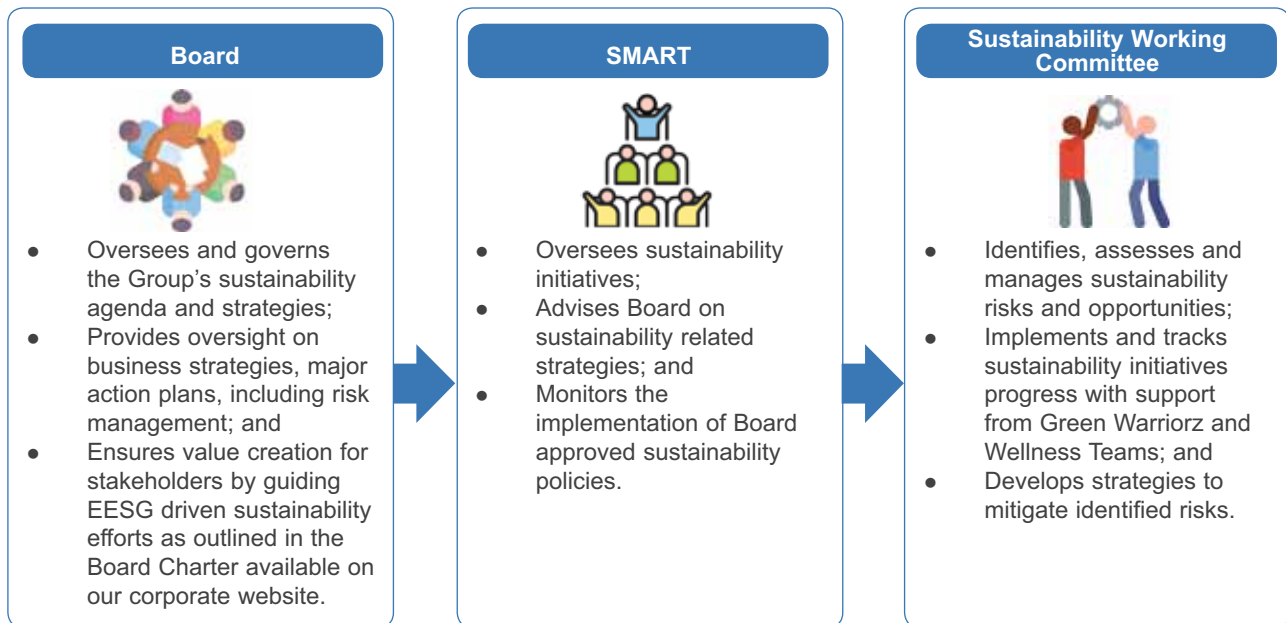 Board
● Oversees and governs
the Group’s sustainability
agenda and strategies;
● Provides oversight on
business strategies, major
action plans, including risk
management; and
● Ensures value creation for
stakeholders by guiding
EESG driven sustainability
efforts as outlined in the
Board Charter available on
our corporate website.
SMART
● Oversees sustainability
initiatives;
● Advises Board on
sustainability related
strategies; and
● Monitors the
implementation of Board
approved sustainability
policies.
Sustainability Working
Committee
● Identifies, assesses and
manages sustainability
risks and opportunities;
● Implements and tracks
sustainability initiatives
progress with support
from Green Warriorz and
Wellness Teams; and
● Develops strategies to
mitigate identified risks.